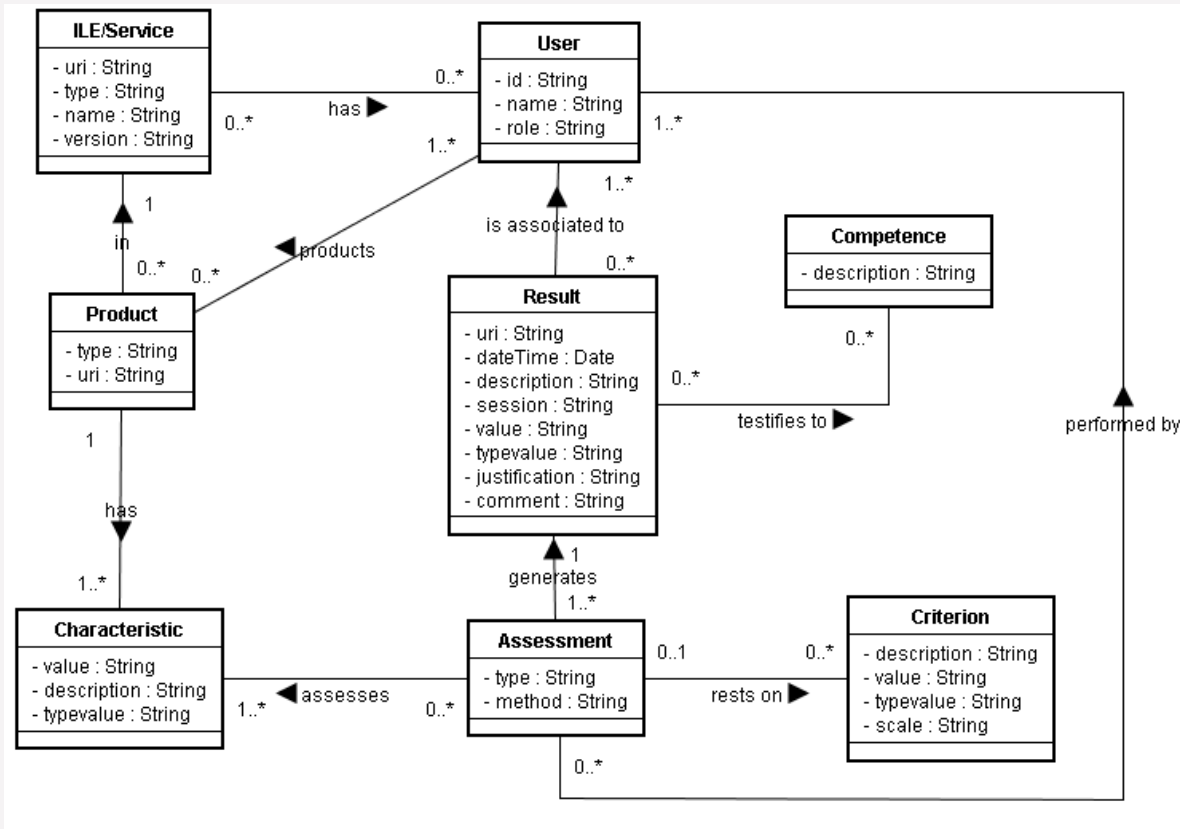 ILE/Service
- uri : String
- type : String
- name : String
- version : String
User
- id : String
- name : String
- role : String
0..*
has ▶
0..*
1..*
1..*
1
in
0..*
◀ products
0..*
1..*
is associated to
0..*
Competence
- description : String
Product
- type : String
- uri : String
Result
- uri : String
- dateTime : Date
- description : String
- session : String
- value : String
- typevalue : String
- justification : String
- comment : String
0..*
0..*
testifies to ▶
performed by
1
has
1..*
1
generates
1..*
Characteristic
- value : String
- description : String
- typevalue : String
Assessment
- type : String
- method : String
Criterion
- description : String
- value : String
- typevalue : String
- scale : String
0..1
0..*
rests on ▶
◀ assesses
1..*
0..*
0..*